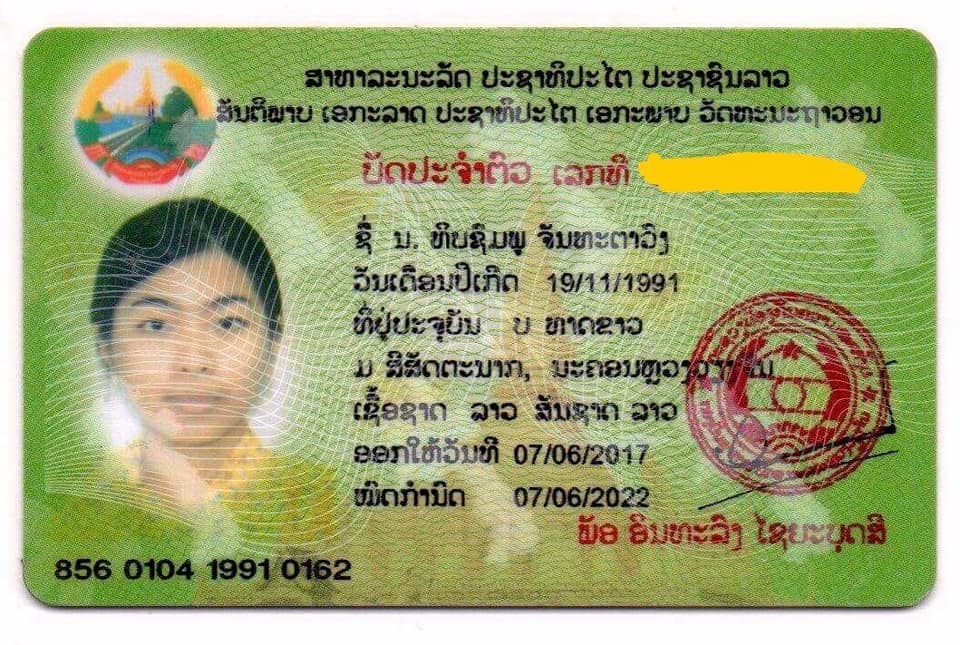 ສາທາລະນະລັດ ປະຊາທິປະໄຕ ປະຊາຊົນລາວ
ສັນຕິພາບ ເອກະລາດ ປະຊາທິປະໄຕ ເອກະພາບ ວັດທະນະຖາວອນ
ບັດປະຈຳຕົວ ເລກທີ
ຊື່ ນ. ທິບຊົມພູ ຈັນທະຕາວົງ
ວັນເດືອນປີເກີດ 19/11/1991
ທີ່ຢູ່ປະຈຸບັນ ບ ທາດຂາວ
ມ ສີສັດຕະນາກ, ນະຄອນຫຼວງວຽງຈັນ
ເຊື້ອຊາດ ລາວ ສັນຊາດ ລາວ
ອອກໃຫ້ວັນທີ 07/06/2017
ໝົດກຳນົດ 07/06/2022
ພັອ ອິນທະລົງ ໄຊຍະບຸດສີ
856 0104 1991 0162